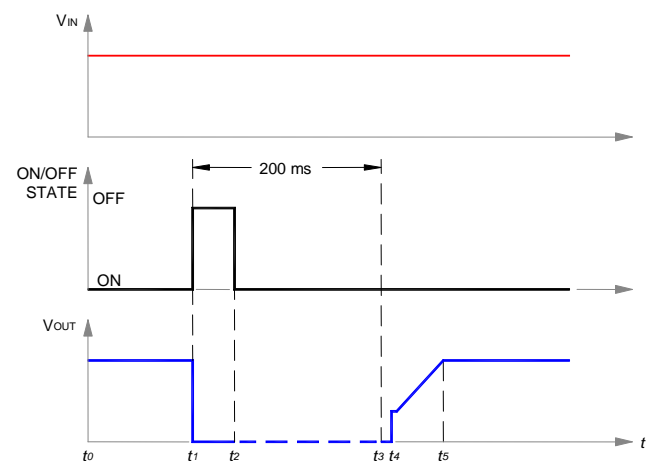 VIN
200 ms
ON/OFF
STATE
OFF
ON
VOUT
t0 t1 t2 t3 t4 t5 t